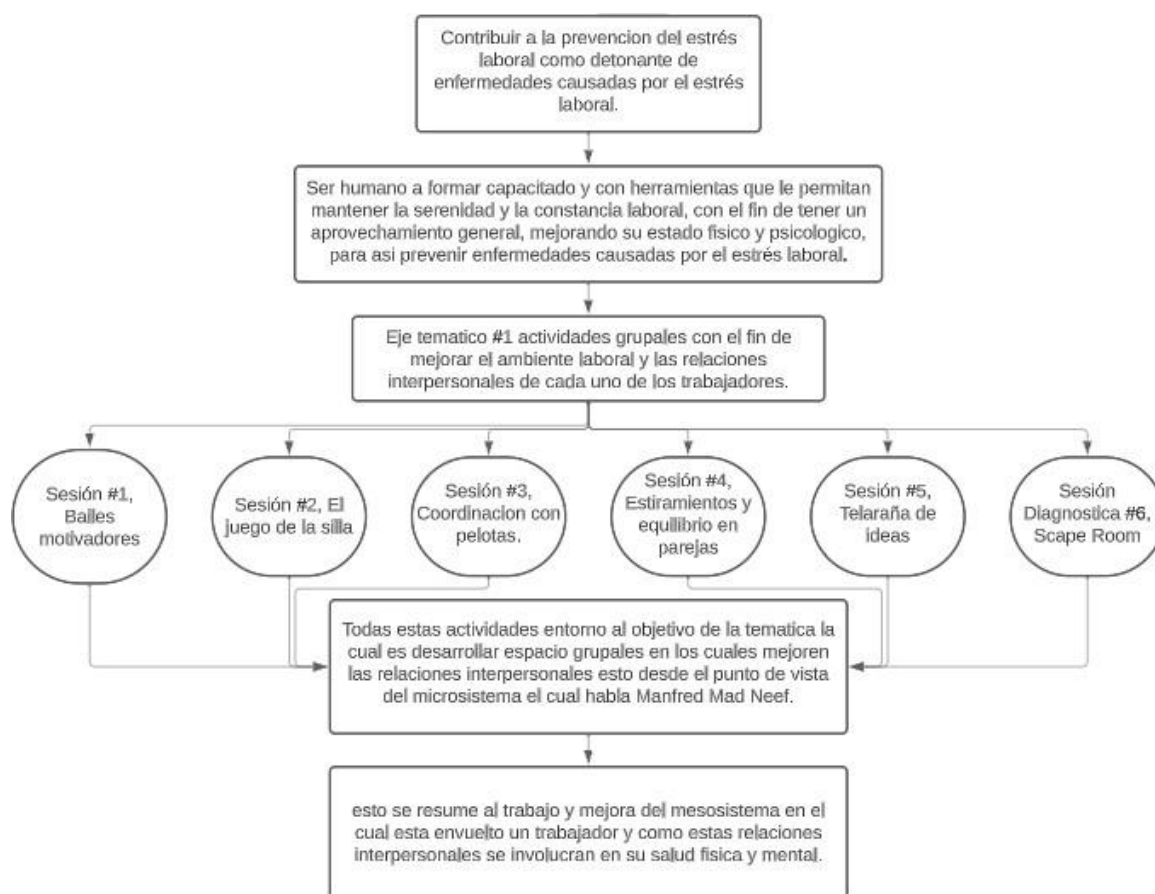 Contribuir a la prevencion del estrés
laboral como detonante de
enfermedades causadas por el estrés
laboral.
Ser humano a formar capacitado y con herramientas que le permitan
mantener la serenidad y la constancia laboral, con el fin de tener un
aprovechamiento general, mejorando su estado fisico y psicologico,
para asi prevenir enfermedades causadas por el estrés laboral.
Eje tematico #1 actividades grupales con el fin de
mejorar el ambiente laboral y las relaciones
interpersonales de cada uno de los trabajadores.
Sesión #1,
Bailes
motivadores
Sesión #2, El
juego de la silla
Sesión #3,
Coordinacion con
pelotas.
Sesión #4,
Estiramientos y
equilibrio en
parejas
Sesión #5,
Telaraña de
ideas
Sesión
Diagnostica #6,
Scape Room
Todas estas actividades entorno al objetivo de la tematica la
cual es desarrollar espacio grupales en los cuales mejoren
las relaciones interpersonales esto desde el punto de vista
del microsistema el cual habla Manfred Mad Neef.
esto se resume al trabajo y mejora del mesosistema en el
cual esta envuelto un trabajador y como estas relaciones
interpersonales se involucran en su salud fisica y mental.